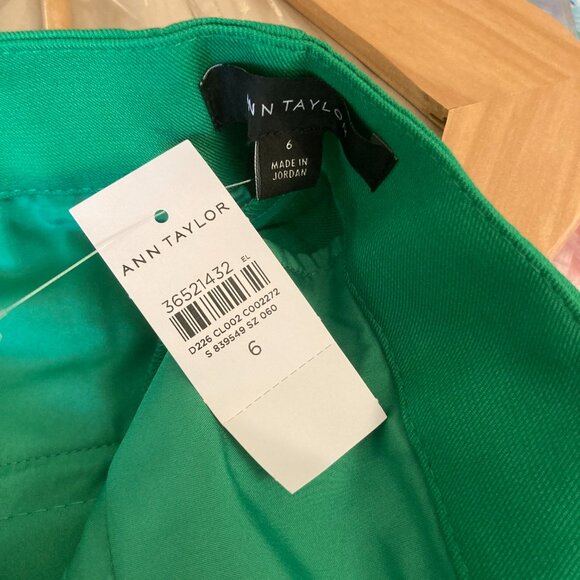 ANN TAYLOR
6
MADE IN
JORDAN
ANN TAYLOR
36521432
EL
D226 CL002 C002272
S 839549 SZ 060
6